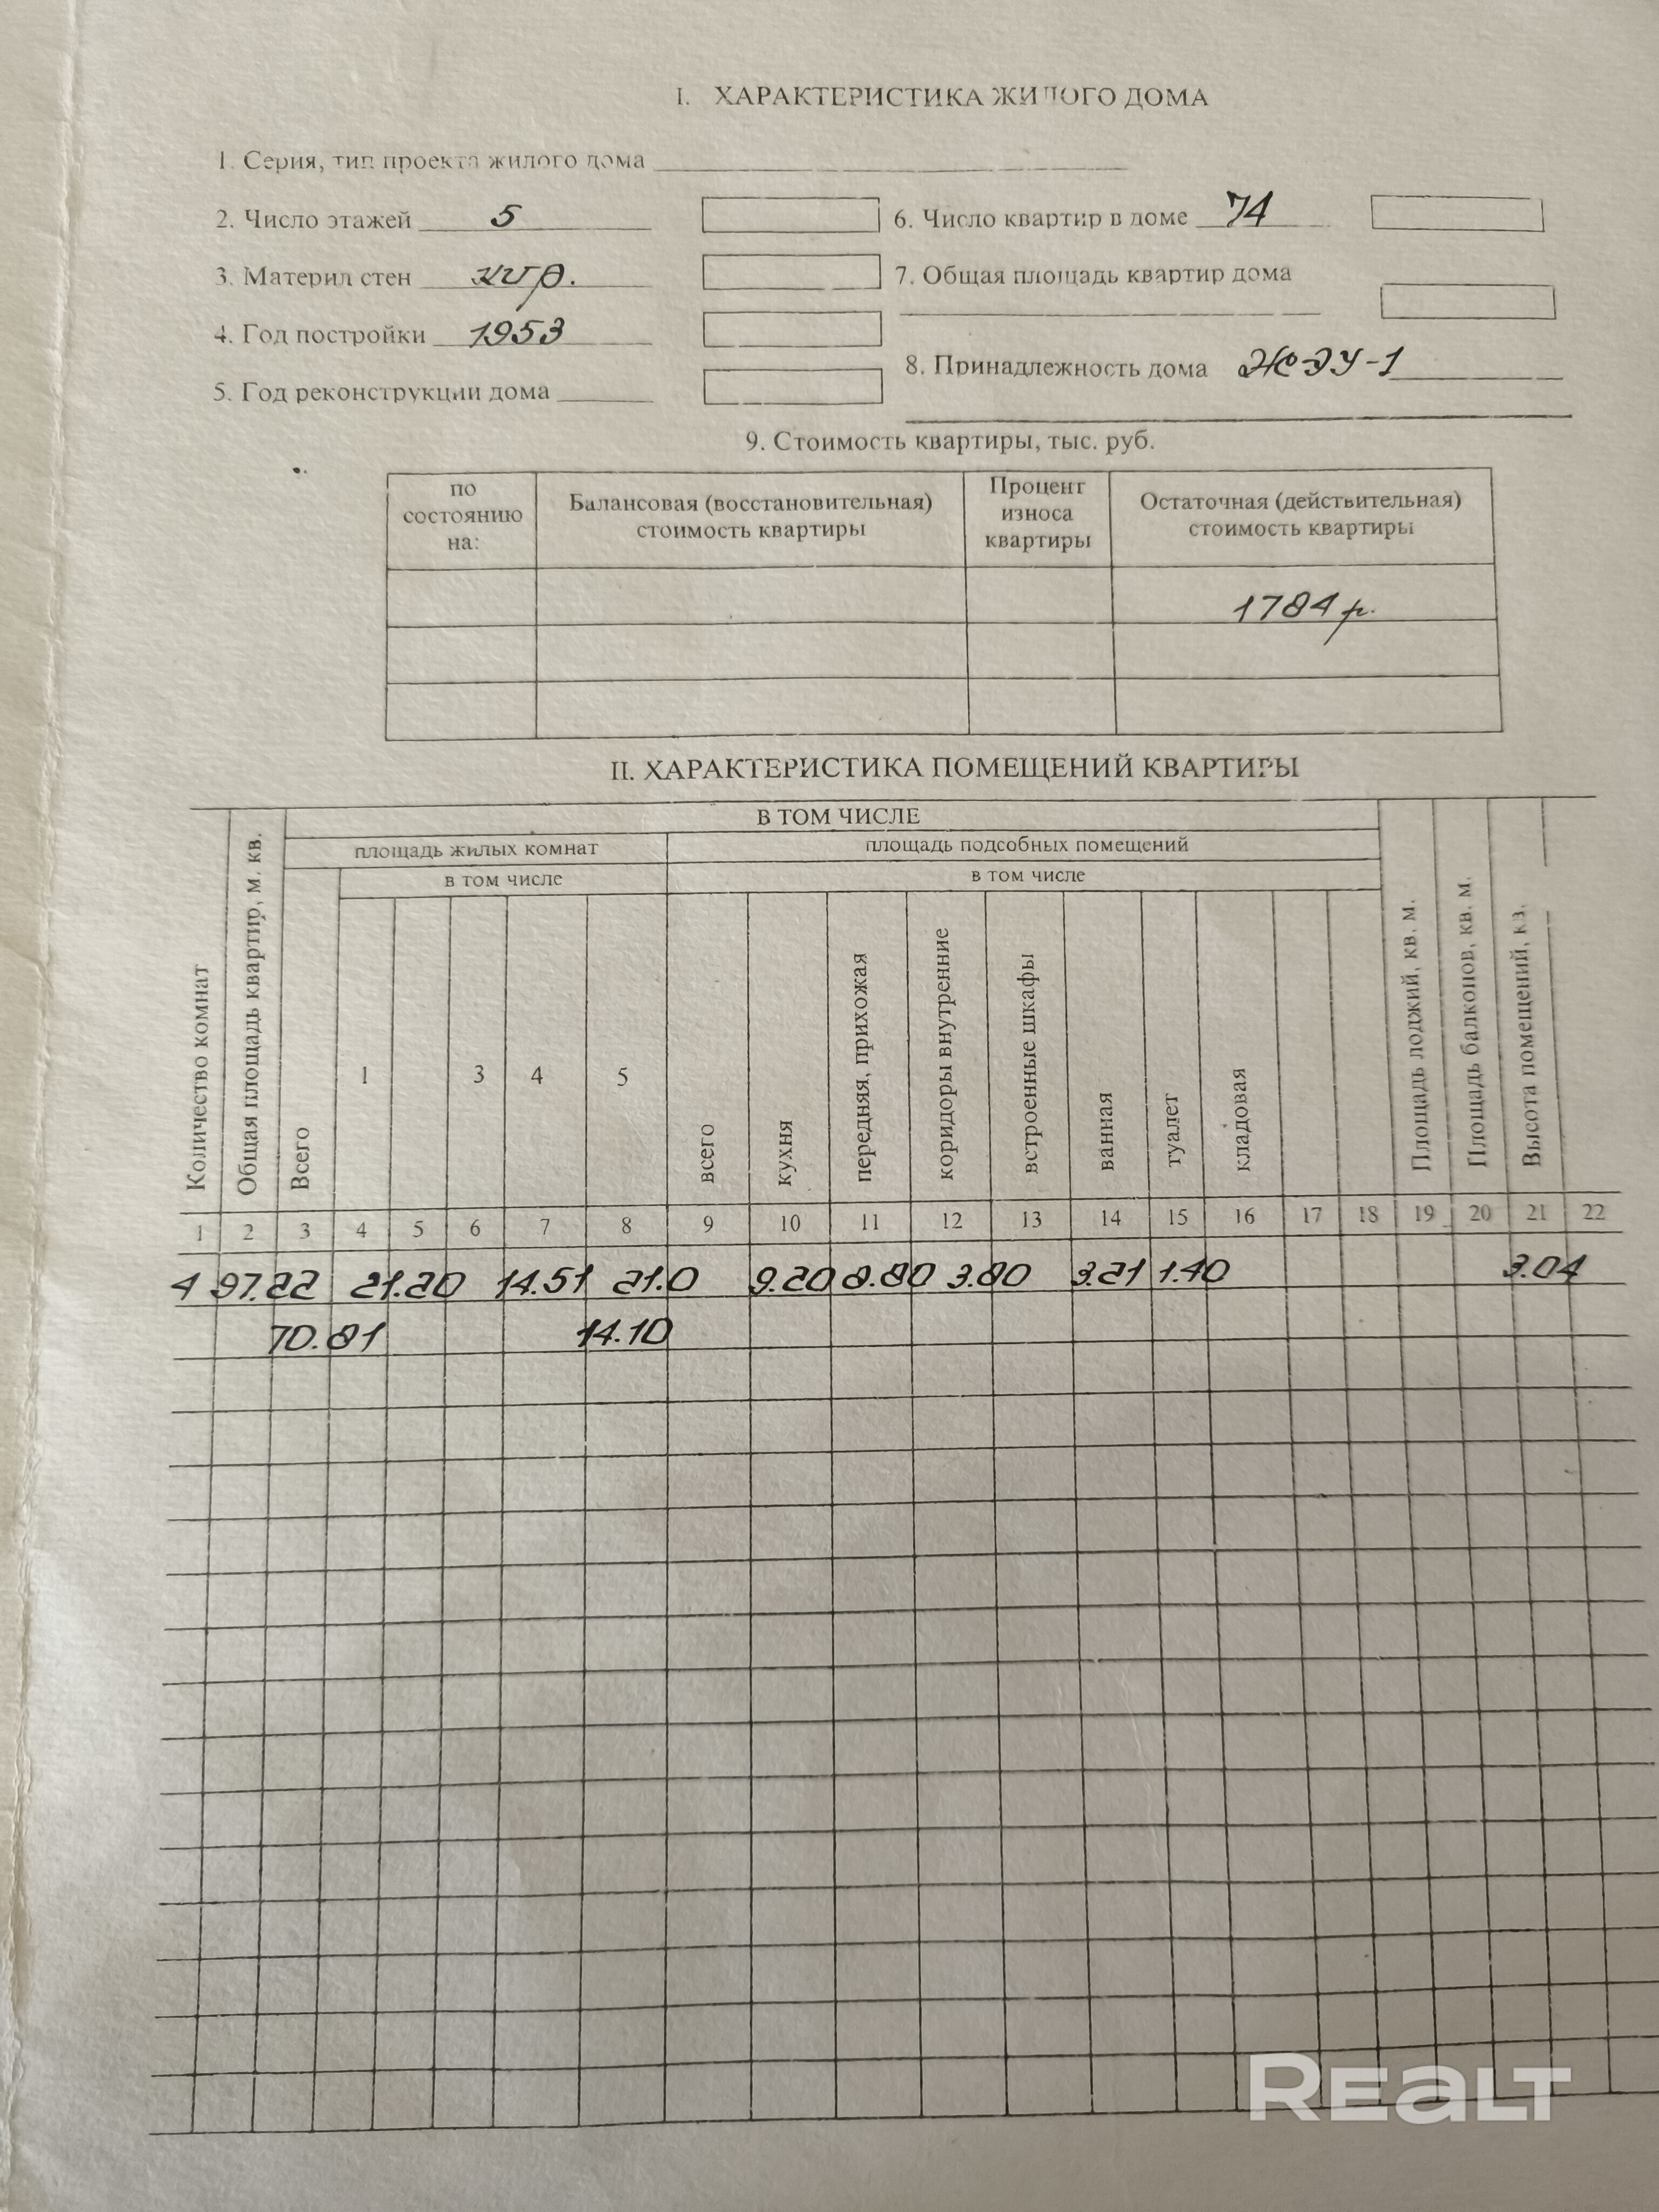 I. ХАРАКТЕРИСТИКА ЖИЛОГО ДОМА
1. Серия, тип проекта жилого дома
2. Число этажей 5
6. Число квартир в доме 74
3. Материл стен кир.
7. Общая площадь квартир дома
4. Год постройки 1953
8. Принадлежность дома ЖЭУ-1
5. Год реконструкции дома
9. Стоимость квартиры, тыс. руб.
по состоянию на:
Балансовая (восстановительная) стоимость квартиры
Процент износа квартиры
Остаточная (действительная) стоимость квартиры
1784 р.
II. ХАРАКТЕРИСТИКА ПОМЕЩЕНИЙ КВАРТИРЫ
В ТОМ ЧИСЛЕ
площадь жилых комнат
площадь подсобных помещений
в том числе
в том числе
Количество комнат
Общая площадь квартир, м. кв.
Всего
1
3
4
5
всего
кухня
передняя, прихожая
коридоры внутренние
встроенные шкафы
ванная
туалет
кладовая
Площадь лоджий, кв. м.
Площадь балконов, кв. м.
Высота помещений, кв.
1 2 3 4 5 6 7 8 9 10 11 12 13 14 15 16 17 18 19 20 21 22
4 97.22 21.20 14.51 21.0 9.20 8.80 3.80 3.21 1.40 3.04
70.81 14.10
REALT